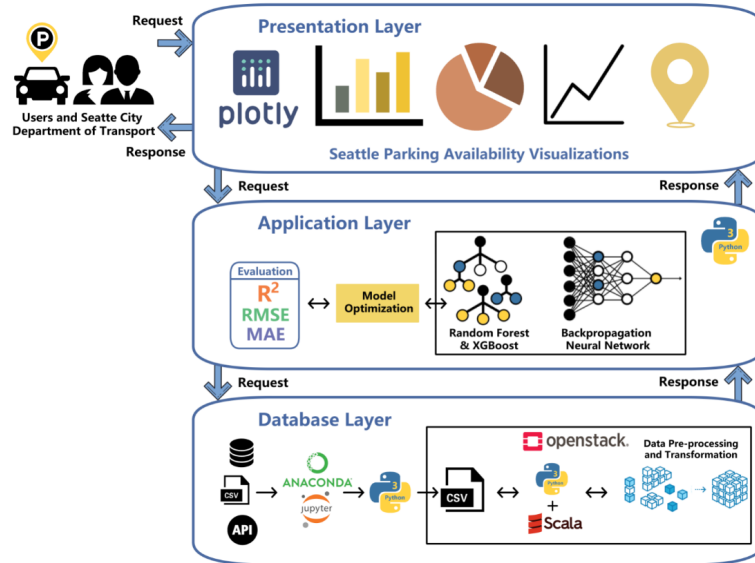 Request
P
Users and Seatte City
Department of Transport
Response
Presentation Layer
plotly
Seattle Parking Availability Visualizations
Request
Response
Application Layer
3
Python
Evaluation
R²
RMSE
MAE
Model
Optimization
Random Forest
& XGBoost
Backpropagation
Neural Network
Request
Response
Database Layer
CSV
API
ANACONDA
jupyter
3
Python
CSV
openstack.
3
Python
+
Scala
Data Pre-processing
and Transformation